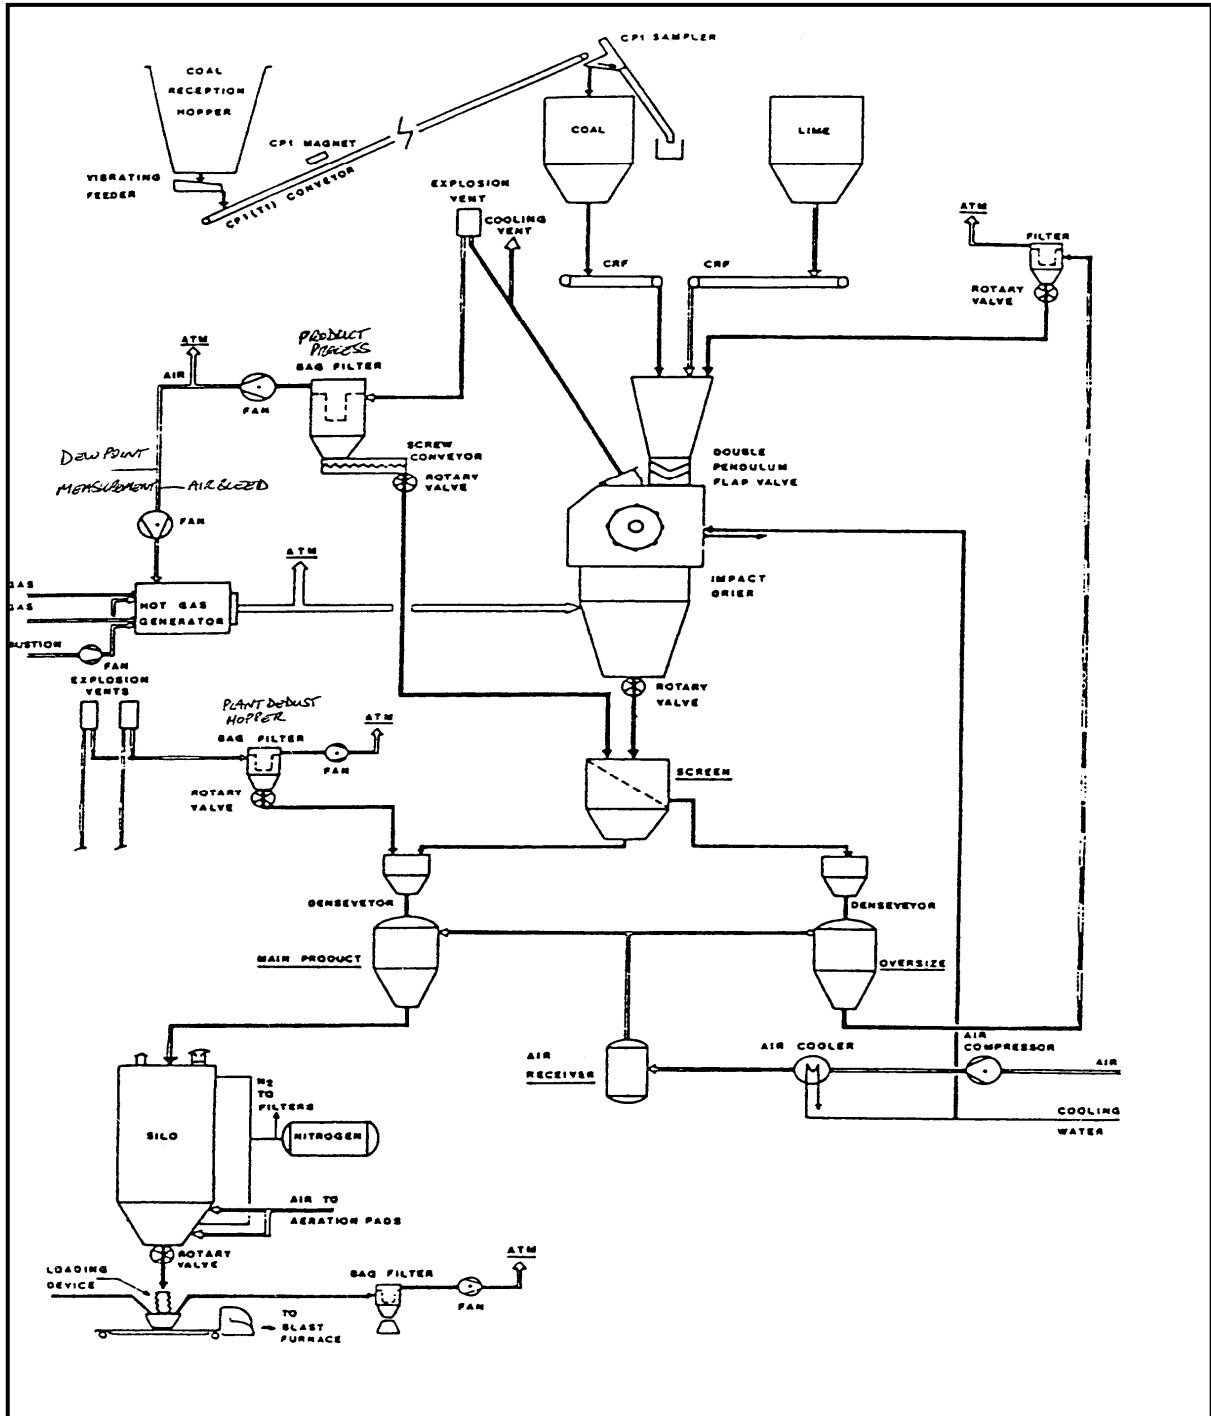 CP1 SAMPLER
COAL
RECEPTION
HOPPER
COAL
LIME
CP1 MAGNET
VIBRATING
FEEDER
CP1(T1) CONVEYOR
EXPLOSION
VENT
COOLING
VENT
ATM
FILTER
CRF
CRF
ROTARY
VALVE
PRODUCT
PROCESS
BAG FILTER
ATM
AIR
FAN
SCREW
CONVEYOR
ROTARY
VALVE
DOUBLE
PENDULUM
FLAP VALVE
DEWPOINT
MEASUREMENT
AIR BLEED
FAN
ATM
IMPACT
DRIER
GAS
HOT GAS
GENERATOR
GAS
BUSTION
FAN
EXPLOSION
VENTS
ROTARY
VALVE
PLANT DEDUST
HOPPER
BAG FILTER
ATM
FAN
SCREEN
ROTARY
VALVE
DENSEVEYOR
DENSEVEYOR
MAIN PRODUCT
OVERSIZE
AIR
RECEIVER
AIR COOLER
AIR
COMPRESSOR
AIR
N2
TO
FILTERS
COOLING
WATER
SILO
NITROGEN
AIR TO
AERATION PADS
ROTARY
VALVE
LOADING
DEVICE
BAG FILTER
ATM
FAN
TO
BLAST
FURNACE